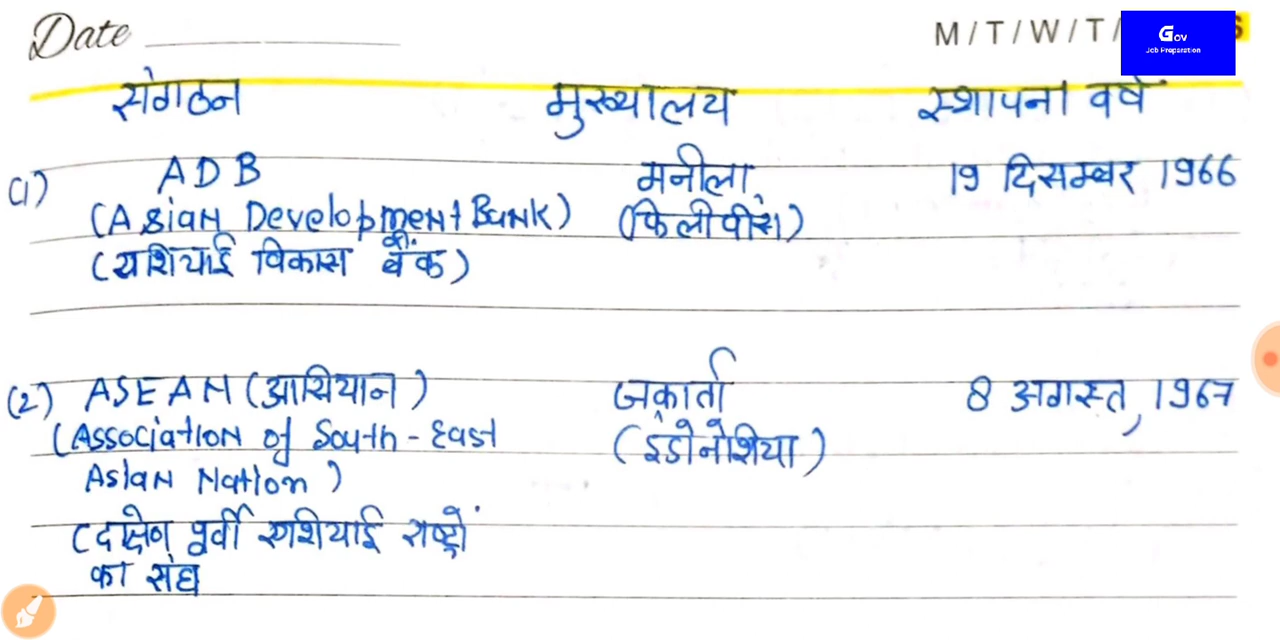 Date
M/T/W/T/ S
Gov
Job Preparation
संगठन मुख्यालय स्थापना वर्ष
(1) ADB मनीला 19 दिसम्बर 1966
(Asian Development Bank) (फिलीपींस)
(एशियाई विकास बैंक)
(2) ASEAN (आसियान) जकार्ता 8 अगस्त, 1967
(Association of South-East (इंडोनेशिया)
Asian Nation)
(दक्षिण पूर्वी एशियाई राष्ट्रों
का संघ